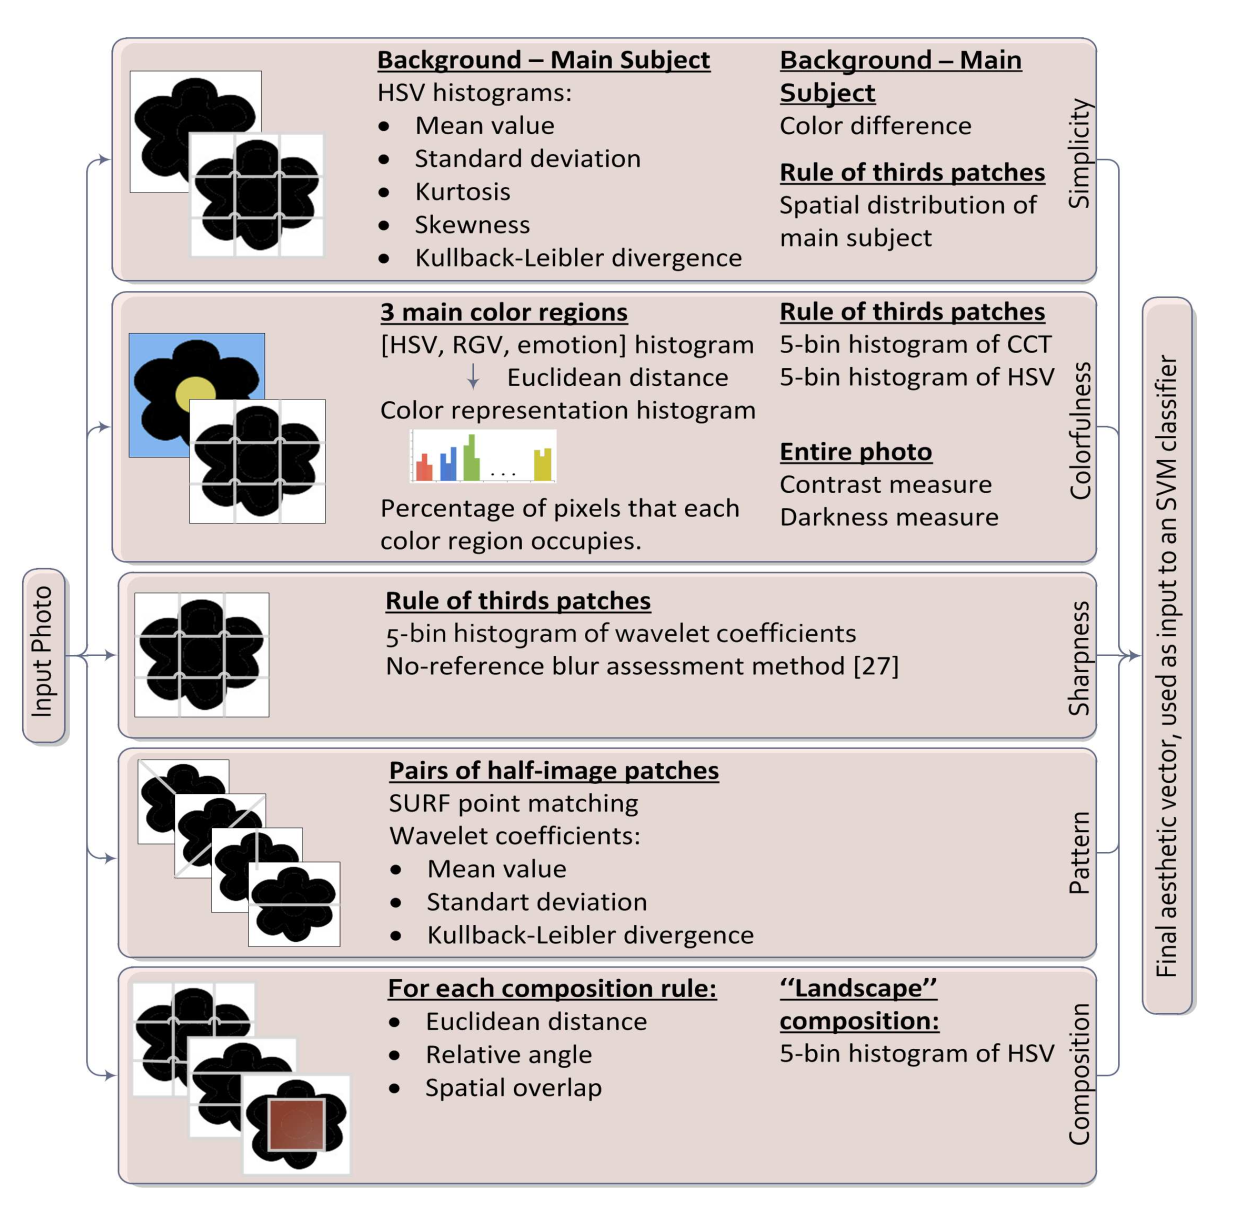 Input Photo
Background – Main Subject
HSV histograms:
• Mean value
• Standard deviation
• Kurtosis
• Skewness
• Kullback-Leibler divergence
Background – Main
Subject
Color difference
Rule of thirds patches
Spatial distribution of
main subject
Simplicity
3 main color regions
[HSV, RGV, emotion] histogram
Euclidean distance
Color representation histogram
...
Percentage of pixels that each
color region occupies.
Rule of thirds patches
5-bin histogram of CCT
5-bin histogram of HSV
Entire photo
Contrast measure
Darkness measure
Colorfulness
Rule of thirds patches
5-bin histogram of wavelet coefficients
No-reference blur assessment method [27]
Sharpness
Pairs of half-image patches
SURF point matching
Wavelet coefficients:
• Mean value
• Standart deviation
• Kullback-Leibler divergence
Pattern
For each composition rule:
• Euclidean distance
• Relative angle
• Spatial overlap
“Landscape”
composition:
5-bin histogram of HSV
Composition
Final aesthetic vector, used as input to an SVM classifier